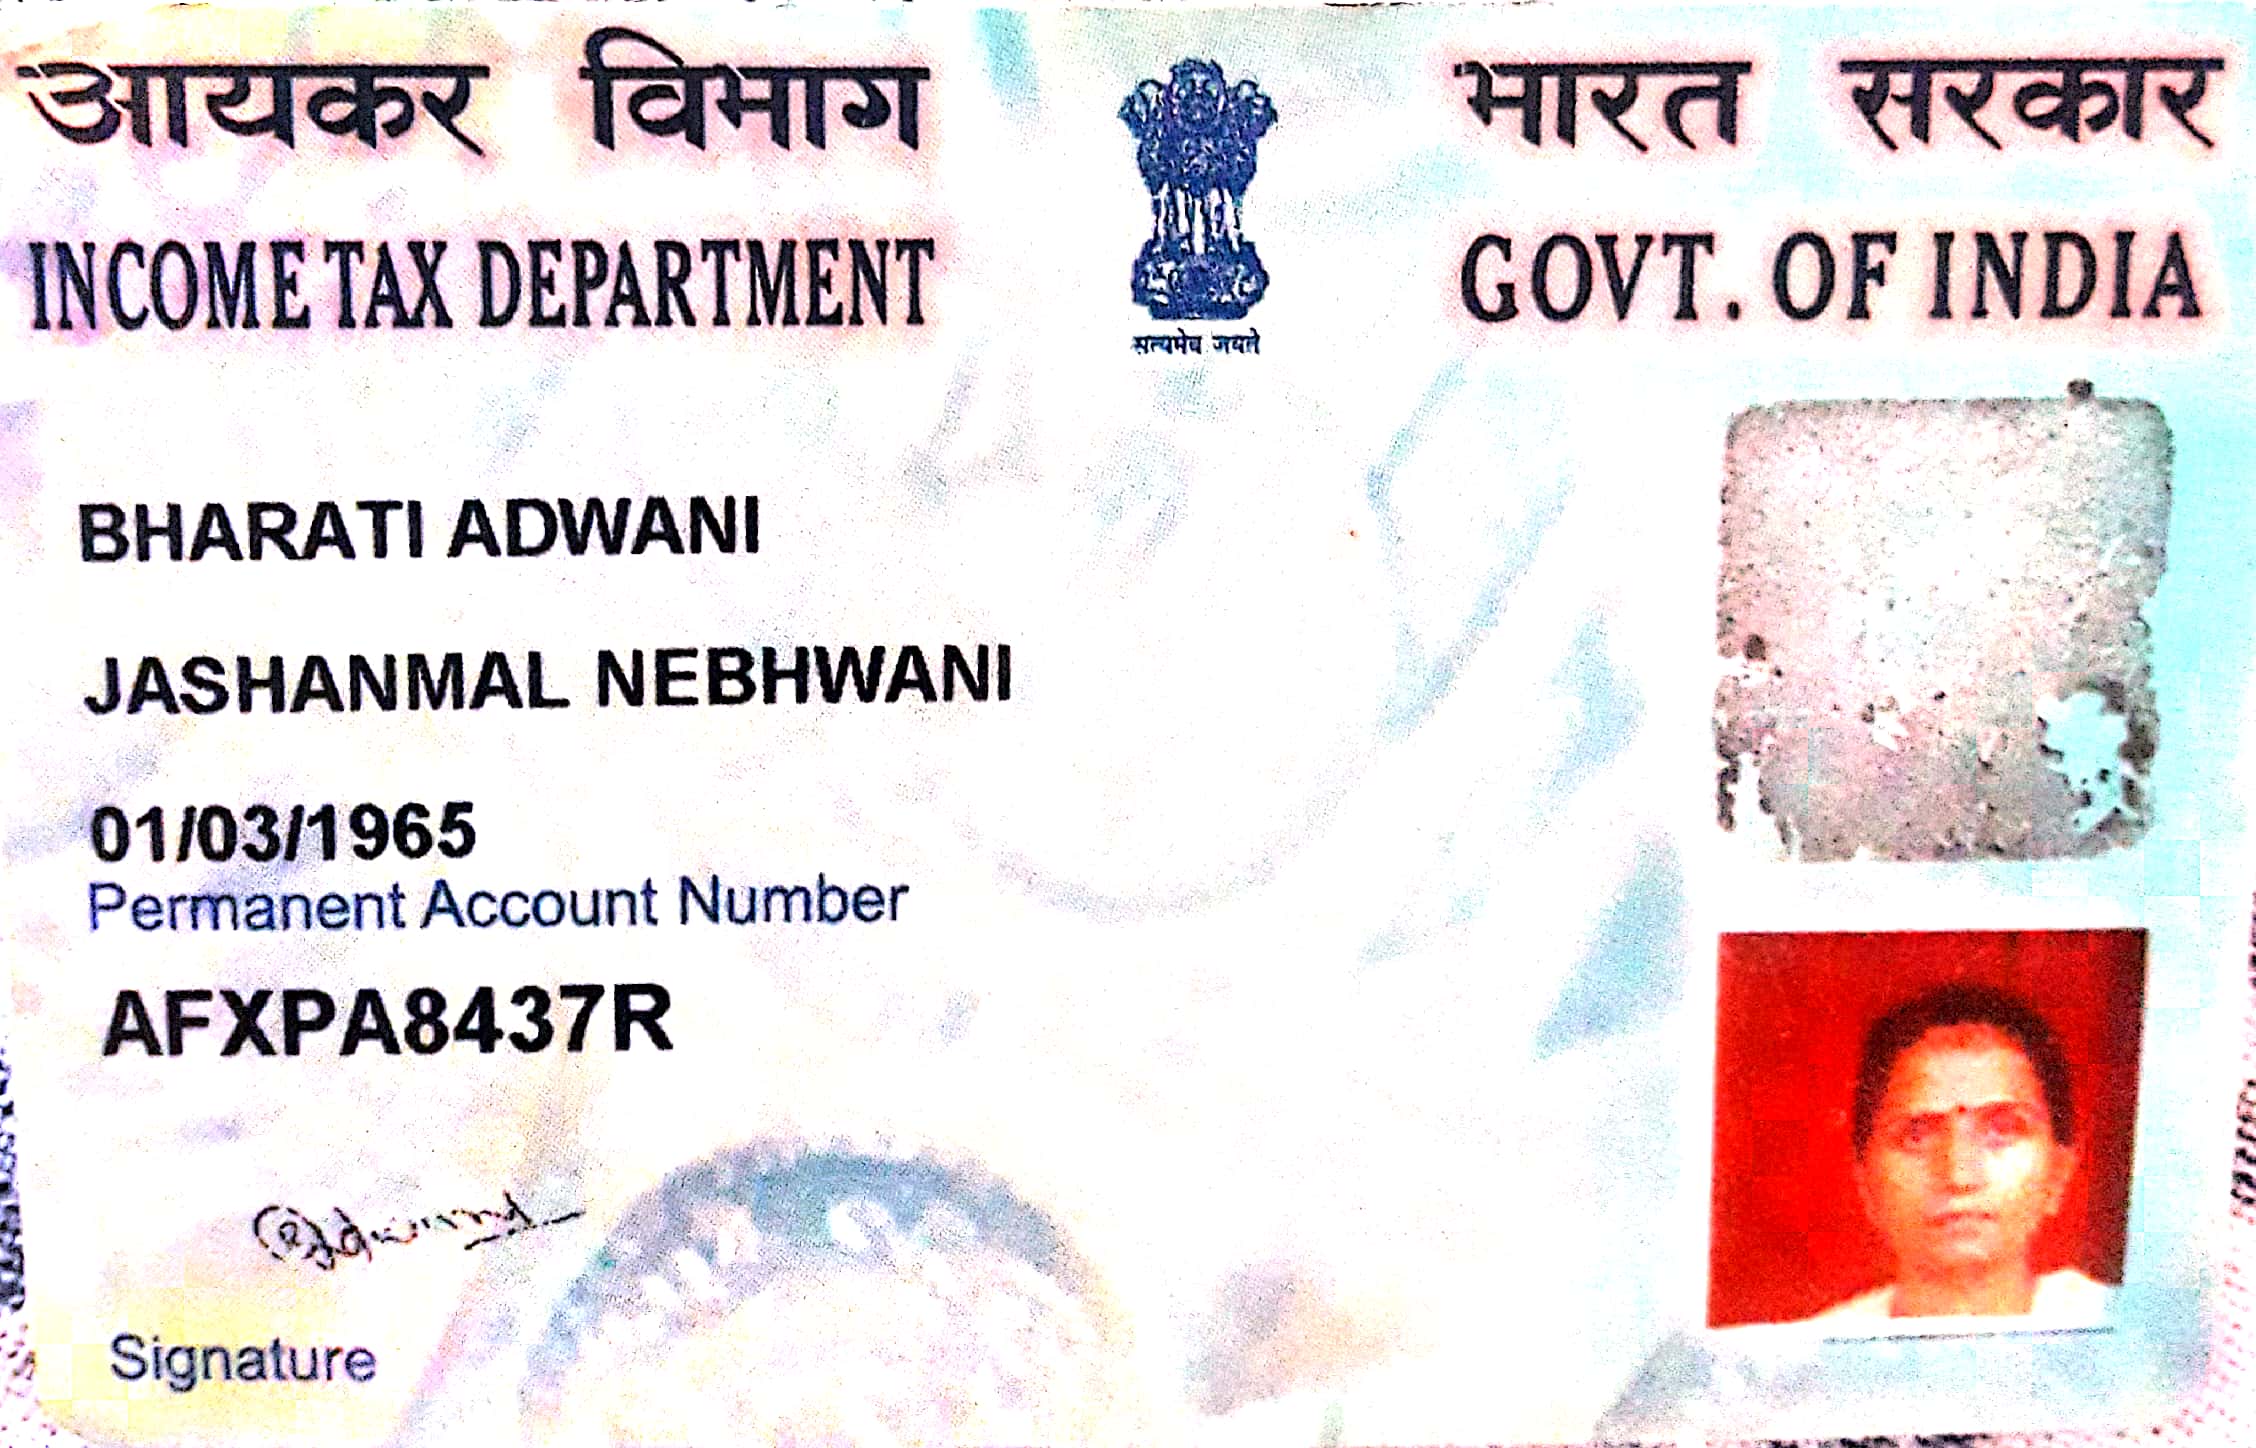 आयकर विभाग
भारत सरकार
INCOME TAX DEPARTMENT
GOVT. OF INDIA
सत्यमेव जयते
BHARATI ADWANI
JASHANMAL NEBHWANI
01/03/1965
Permanent Account Number
AFXPA8437R
Signature